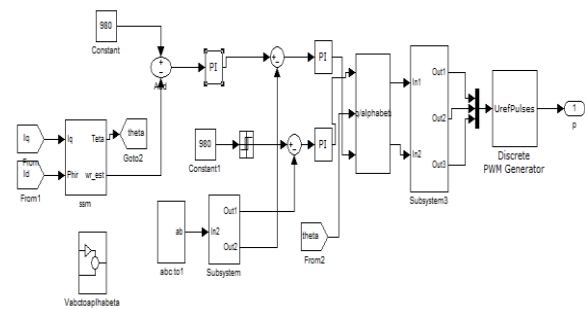 980
Constant
Add
PI
PI
PI
980
Constant1
Iq
From
Id
From1
Iq
Teta
Phir
wr_est
ssm
theta
Goto2
q/alphabeta
In1
Out1
Out2
In2
Out3
Subsystem3
UrefPulses
Discrete
PWM Generator
1
p
ab
abc to1
In2
Out1
Out2
Subsystem
theta
From2
Vabctoaplhabeta